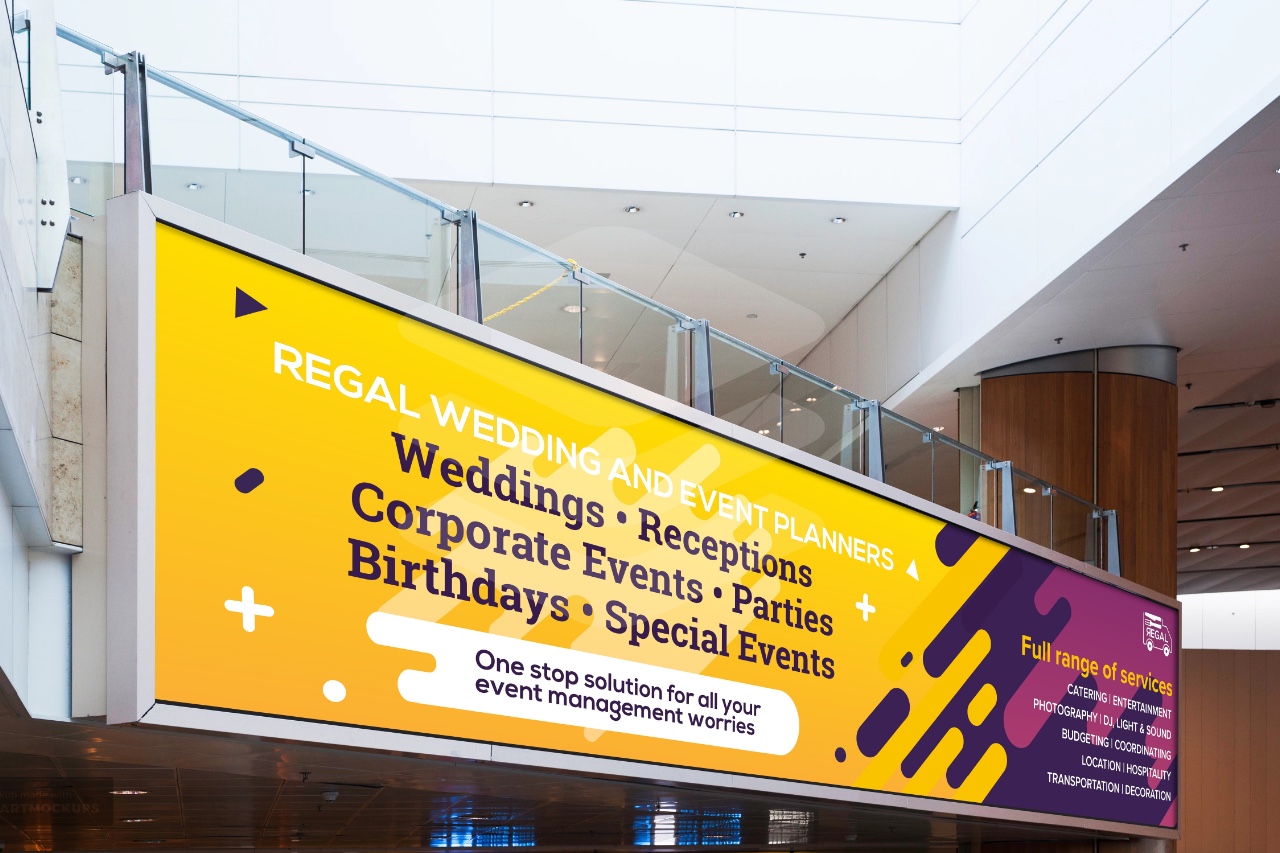 REGAL WEDDING AND EVENT PLANNERS
Weddings • Receptions
Corporate Events • Parties
Birthdays • Special Events
One stop solution for all your
event management worries
REGAL
Full range of services
CATERING | ENTERTAINMENT
PHOTOGRAPHY | DJ, LIGHT & SOUND
BUDGETING | COORDINATING
LOCATION | HOSPITALITY
TRANSPORTATION | DECORATION
ARTMOCKUPS